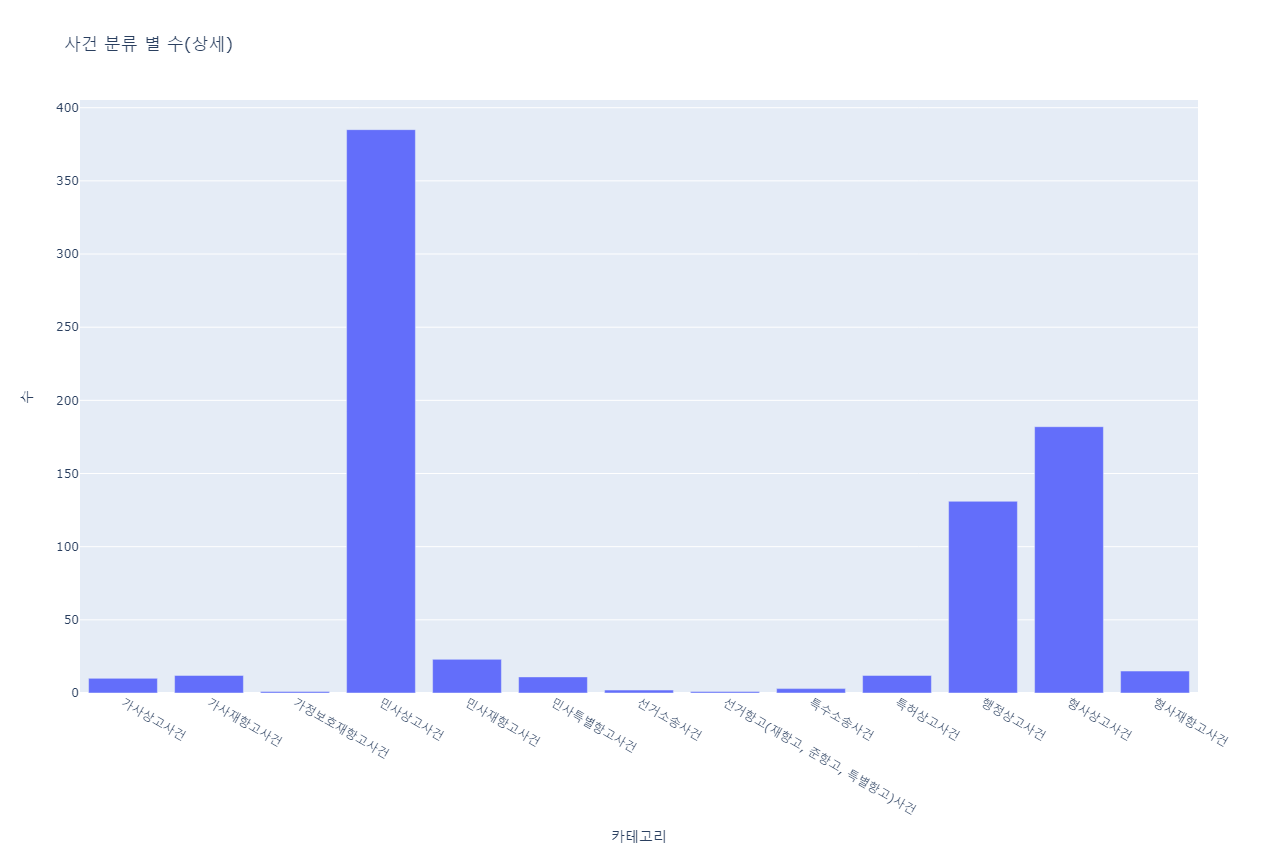 사건 분류 별 수(상세)
400
350
300
250
200
150
100
50
0
수
가사상고사건
가사재항고사건
가정보호재항고사건
민사상고사건
민사재항고사건
민사특별항고사건
선거소송사건
선거항고(재항고, 준항고, 특별항고)사건
특수소송사건
특허상고사건
행정상고사건
형사상고사건
형사재항고사건
카테고리